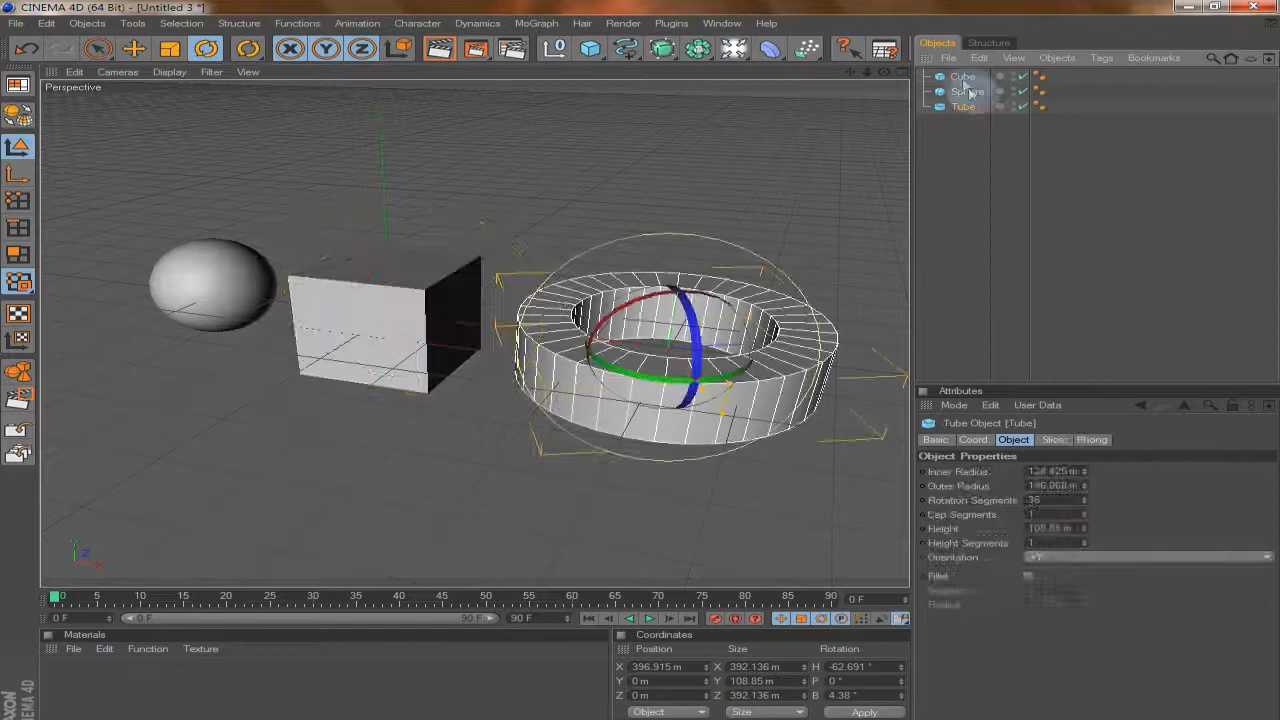 CINEMA 4D (64 Bit) - [Untitled 3 *]
File Edit Objects Tools Selection Structure Functions Animation Character Dynamics MoGraph Hair Render Plugins Window Help
Objects Structure
File Edit View Objects Tags Bookmarks
Edit Cameras Display Filter View
Perspective
Cube
Sphere
Tube
Attributes
Mode Edit User Data
Tube Object [Tube]
Basic Coord. Object Slice Phong
Object Properties
Inner Radius
Outer Radius
Rotation Segments 36
Cap Segments 1
Height 108.85 m
Height Segments 1
Orientation +Y
Fillet
0 5 10 15 20 25 30 35 40 45 50 55 60 65 70 75 80 85 90 0 F
0 F 0 F 90 F 90 F
Materials
File Edit Function Texture
Coordinates
Position Size Rotation
X 396.915 m X 392.136 m H -62.691 °
Y 0 m Y 108.85 m P 0 °
Z 0 m Z 392.136 m B 4.38 °
Object Size Apply
AXON
CINEMA 4D